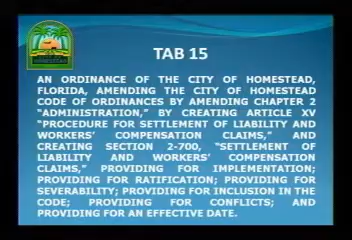 HOMESTEAD
TAB 15
AN ORDINANCE OF THE CITY OF HOMESTEAD,
FLORIDA, AMENDING THE CITY OF HOMESTEAD
CODE OF ORDINANCES BY AMENDING CHAPTER 2
"ADMINISTRATION," BY CREATING ARTICLE XV
"PROCEDURE FOR SETTLEMENT OF LIABILITY AND
WORKERS' COMPENSATION CLAIMS," AND
CREATING SECTION 2-700, "SETTLEMENT OF
LIABILITY AND WORKERS' COMPENSATION
CLAIMS," PROVIDING FOR IMPLEMENTATION;
PROVIDING FOR RATIFICATION; PROVIDING FOR
SEVERABILITY; PROVIDING FOR INCLUSION IN THE
CODE; PROVIDING FOR CONFLICTS; AND
PROVIDING FOR AN EFFECTIVE DATE.